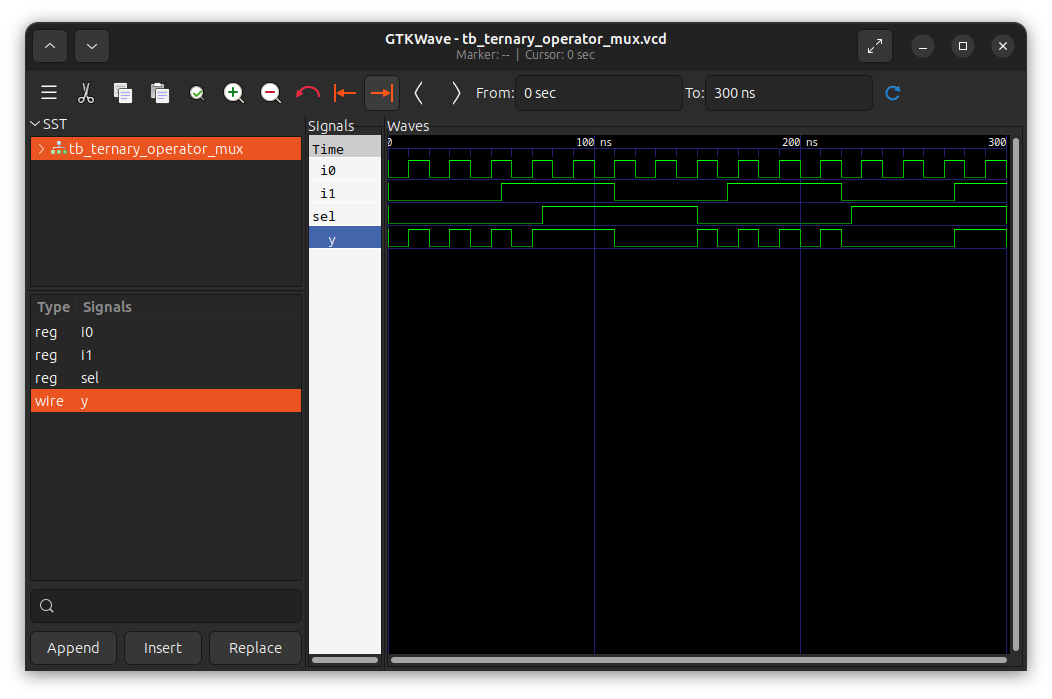 GTKWave - tb_ternary_operator_mux.vcd
Marker: -- | Cursor: 0 sec
From: 0 sec To: 300 ns
SST
tb_ternary_operator_mux
Type Signals
reg i0
reg i1
reg sel
wire y
Append Insert Replace
Signals
Time
i0
i1
sel
y
Waves
0 100 ns 200 ns 300